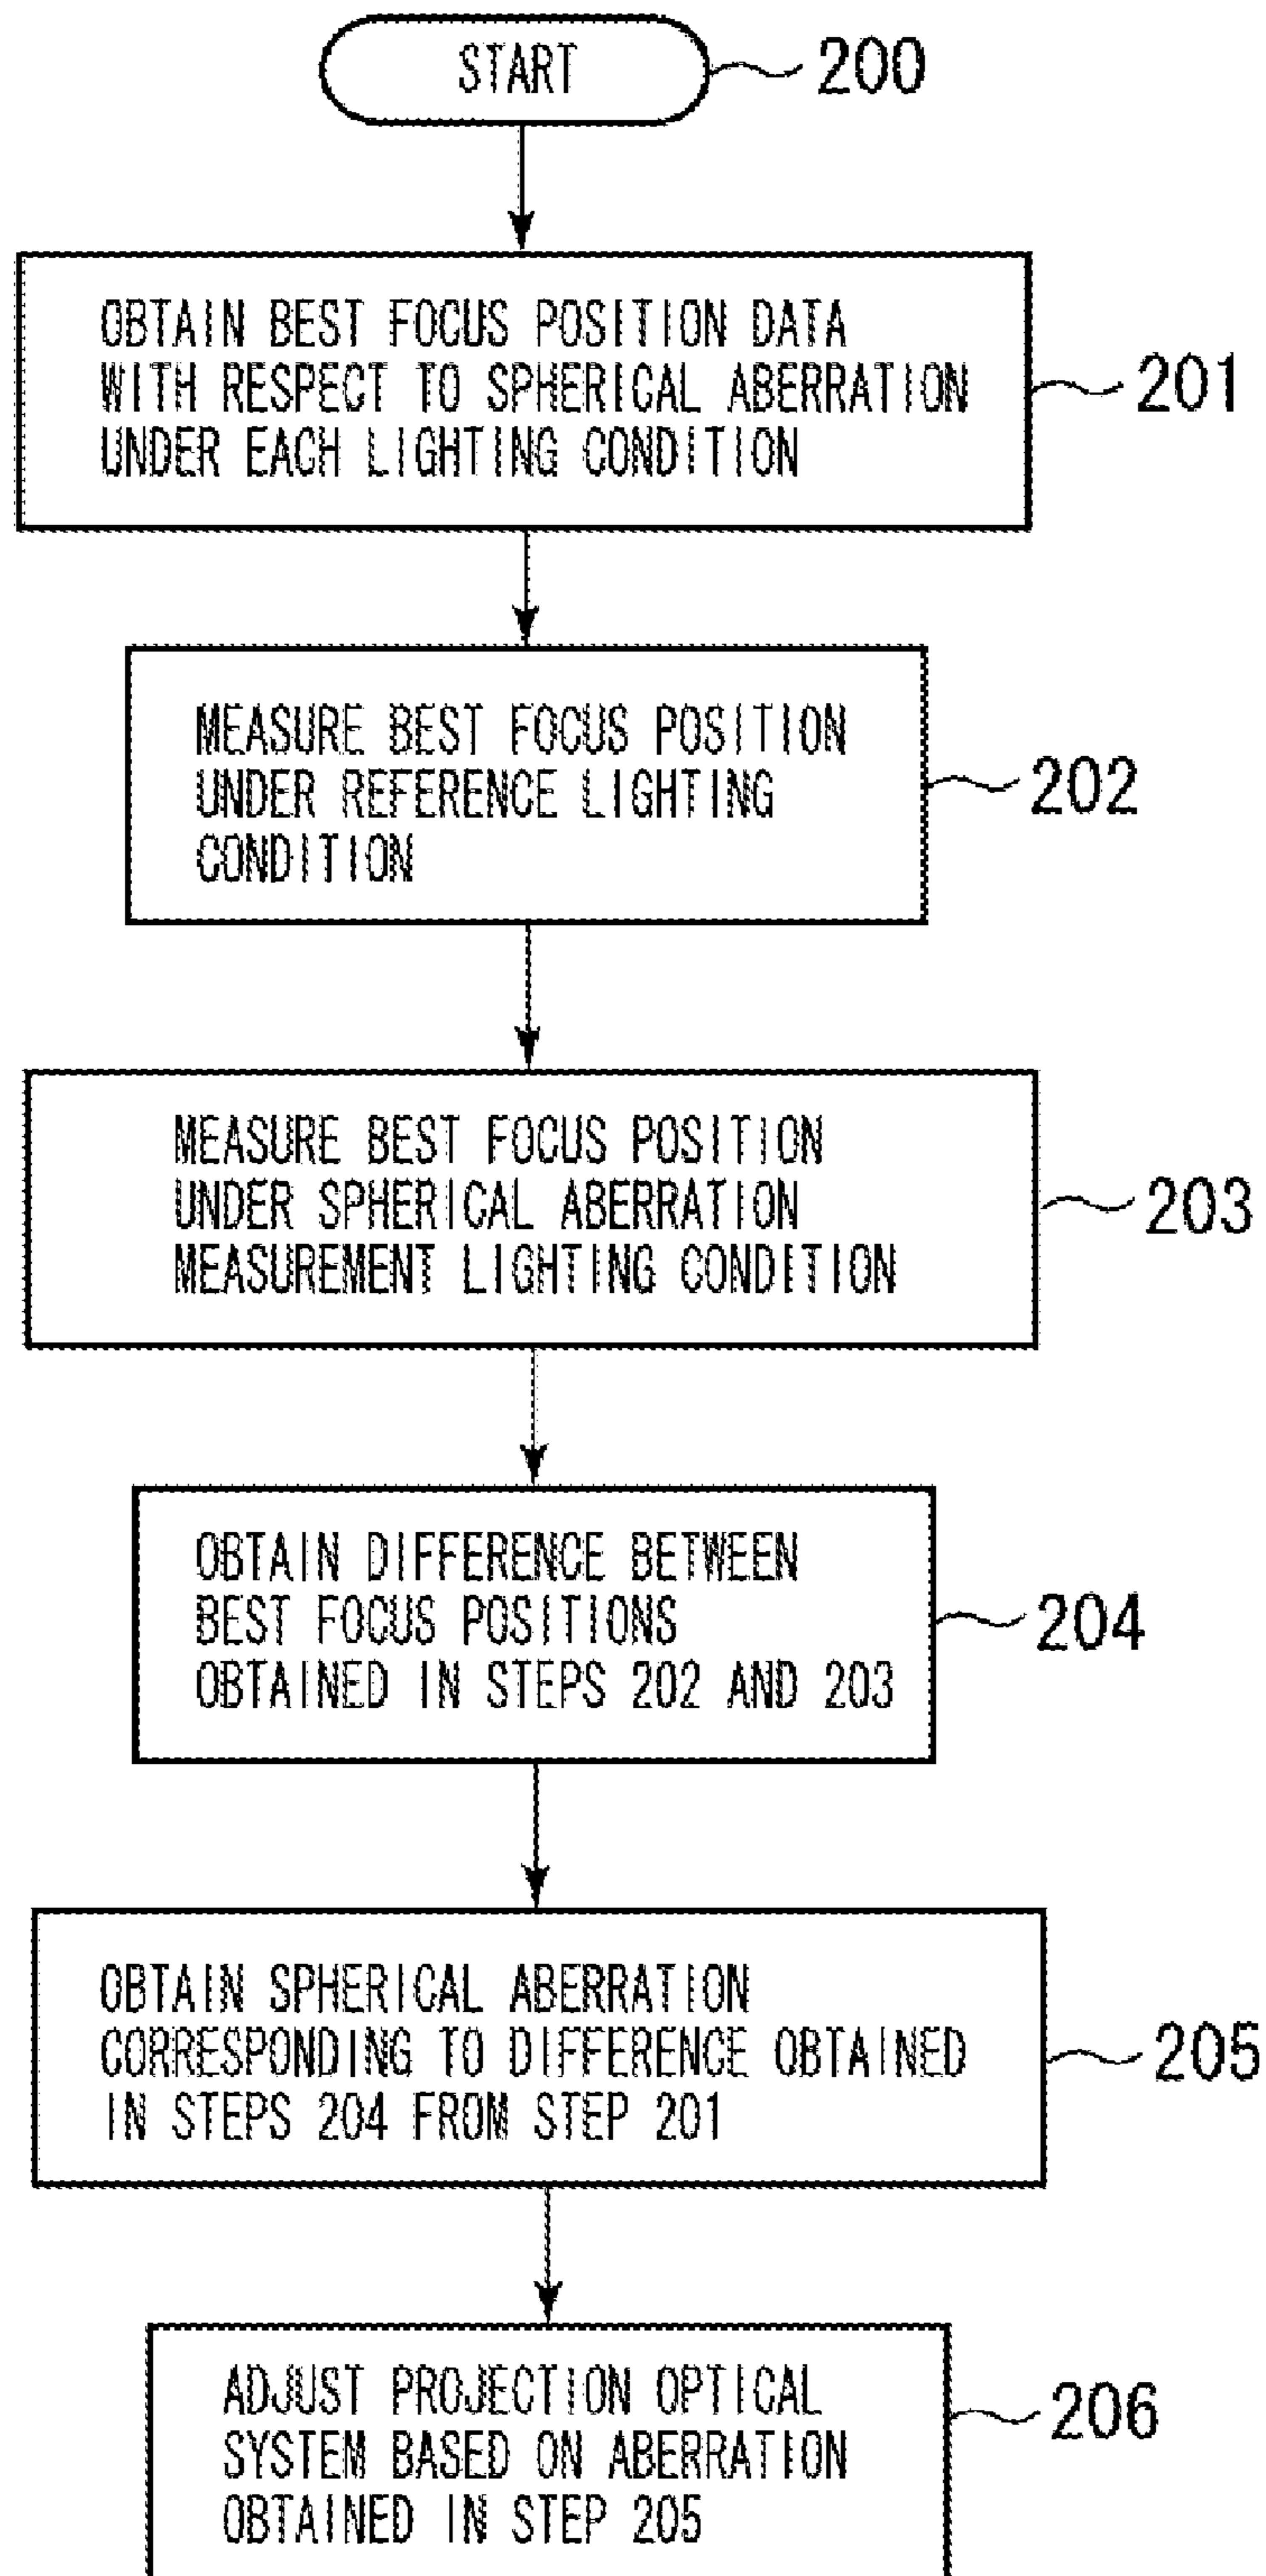 START
200
OBTAIN BEST FOCUS POSITION DATA
WITH RESPECT TO SPHERICAL ABERRATION
UNDER EACH LIGHTING CONDITION
201
MEASURE BEST FOCUS POSITION
UNDER REFERENCE LIGHTING
CONDITION
202
MEASURE BEST FOCUS POSITION
UNDER SPHERICAL ABERRATION
MEASUREMENT LIGHTING CONDITION
203
OBTAIN DIFFERENCE BETWEEN
BEST FOCUS POSITIONS
OBTAINED IN STEPS 202 AND 203
204
OBTAIN SPHERICAL ABERRATION
CORRESPONDING TO DIFFERENCE OBTAINED
IN STEPS 204 FROM STEP 201
205
ADJUST PROJECTION OPTICAL
SYSTEM BASED ON ABERRATION
OBTAINED IN STEP 205
206